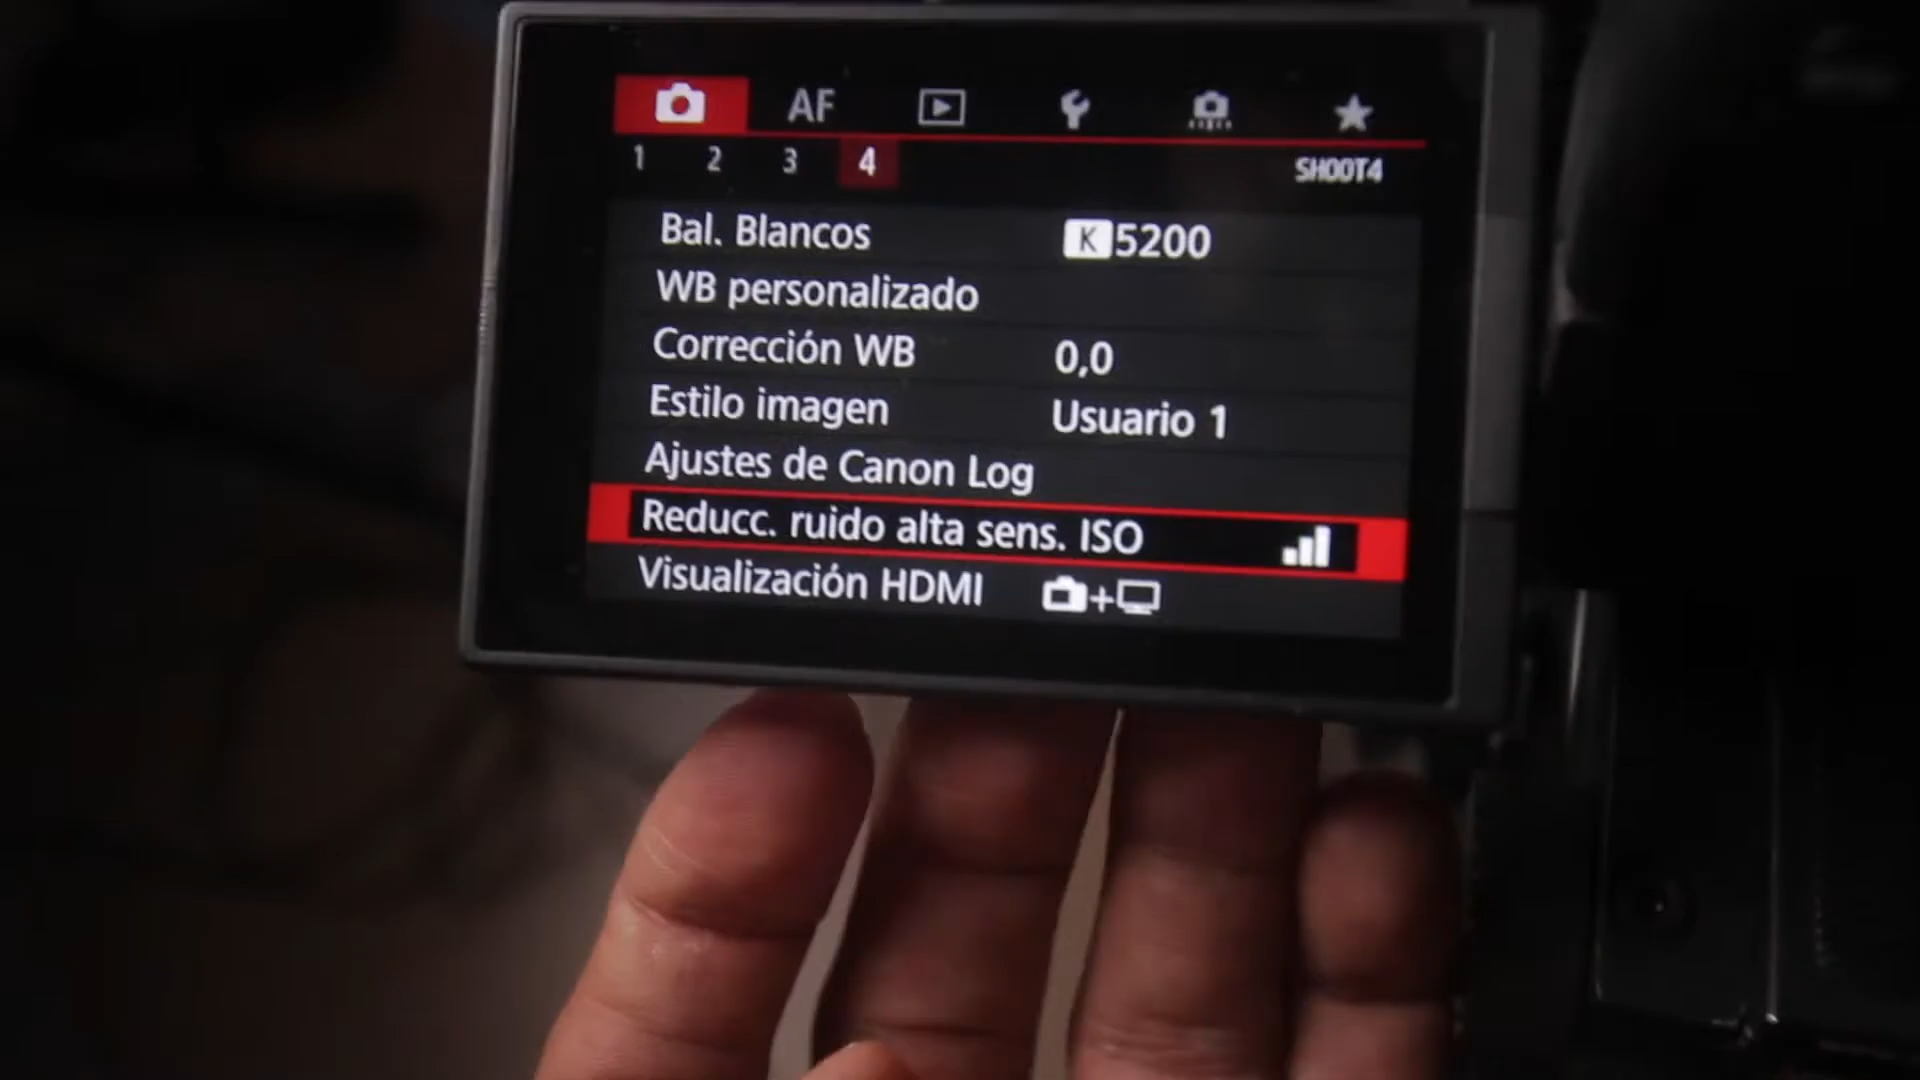 AF
1 2 3 4
SHOOT4
Bal. Blancos K 5200
WB personalizado
Corrección WB 0,0
Estilo imagen Usuario 1
Ajustes de Canon Log
Reducc. ruido alta sens. ISO
Visualización HDMI +